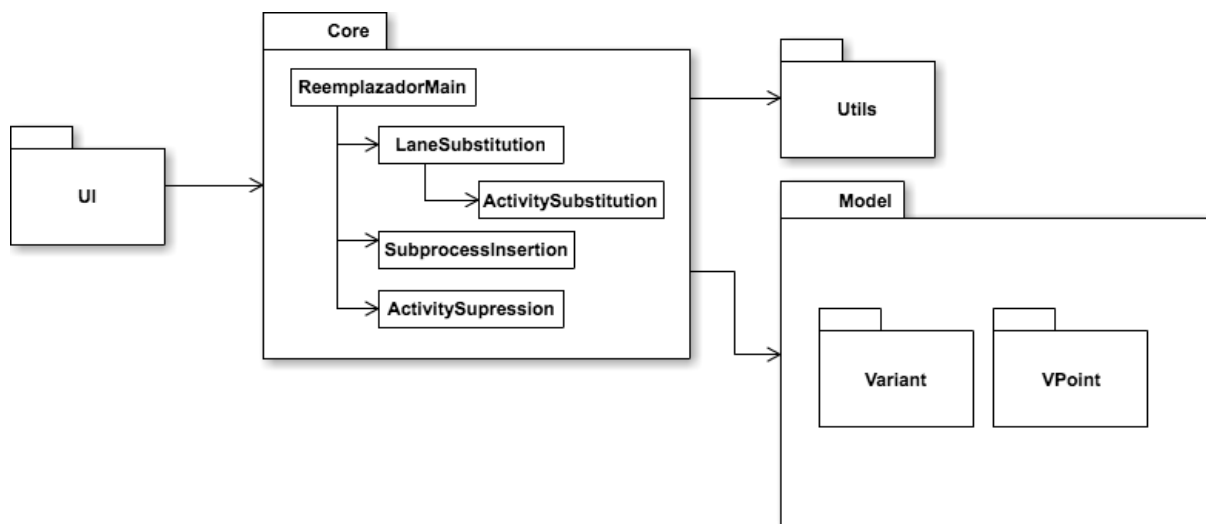 Core
ReemplazadorMain
LaneSubstitution
ActivitySubstitution
SubprocessInsertion
ActivitySupression
UI
Utils
Model
Variant
VPoint